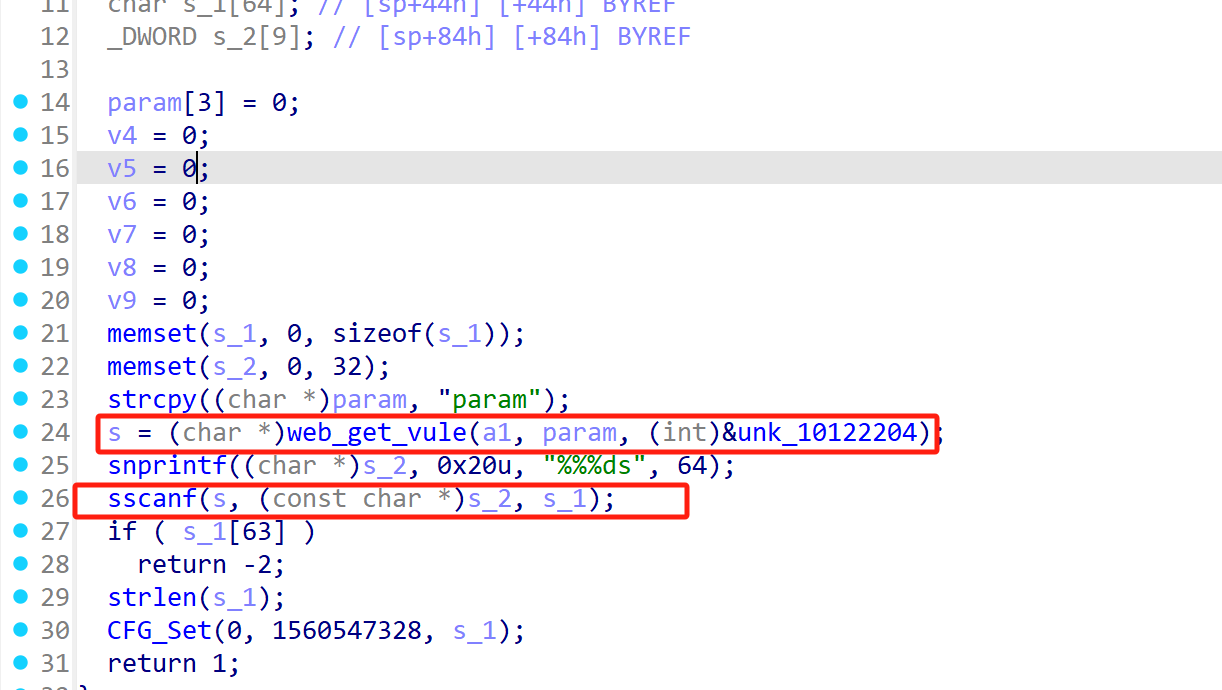 11 char s_1[64]; // [sp+44h] [+44h] BYREF
12 _DWORD s_2[9]; // [sp+84h] [+84h] BYREF
13
14 param[3] = 0;
15 v4 = 0;
16 v5 = 0;
17 v6 = 0;
18 v7 = 0;
19 v8 = 0;
20 v9 = 0;
21 memset(s_1, 0, sizeof(s_1));
22 memset(s_2, 0, 32);
23 strcpy((char *)param, "param");
24 s = (char *)web_get_vule(a1, param, (int)&unk_10122204);
25 snprintf((char *)s_2, 0x20u, "%%%ds", 64);
26 sscanf(s, (const char *)s_2, s_1);
27 if ( s_1[63] )
28 return -2;
29 strlen(s_1);
30 CFG_Set(0, 1560547328, s_1);
31 return 1;